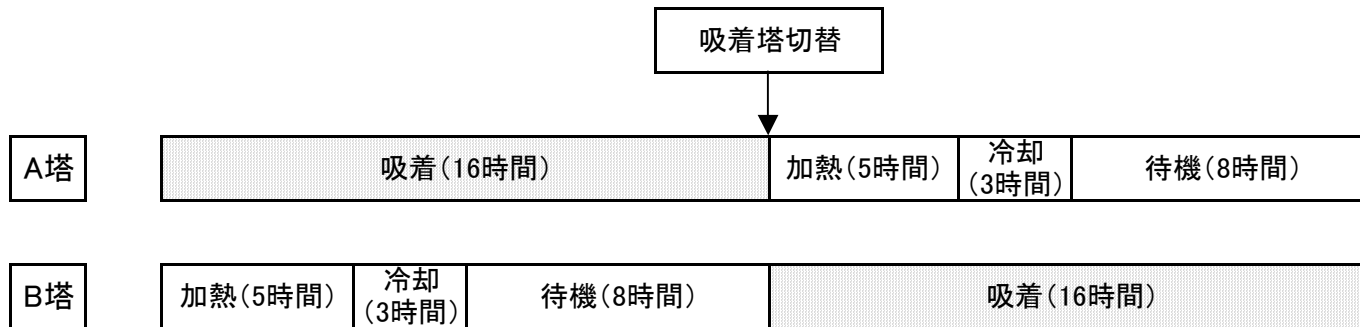 吸着塔切替
A塔
吸着(16時間)
加熱(5時間)
冷却
(3時間)
待機(8時間)
B塔
加熱(5時間)
冷却
(3時間)
待機(8時間)
吸着(16時間)